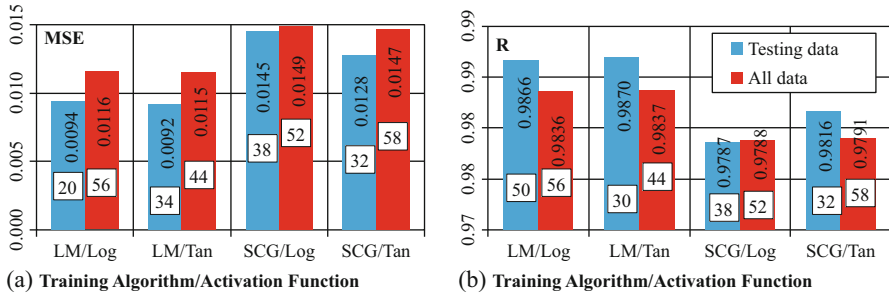 MSE
0.015
0.010
0.005
0.000
0.0094
0.0116
0.0092
0.0115
0.0145
0.0149
0.0128
0.0147
20
56
34
44
38
52
32
58
LM/Log
LM/Tan
SCG/Log
SCG/Tan
(a) Training Algorithm/Activation Function
R
Testing data
All data
0.99
0.99
0.98
0.98
0.97
0.9866
0.9836
0.9870
0.9837
0.9787
0.9788
0.9816
0.9791
50
56
30
44
38
52
32
58
LM/Log
LM/Tan
SCG/Log
SCG/Tan
(b) Training Algorithm/Activation Function